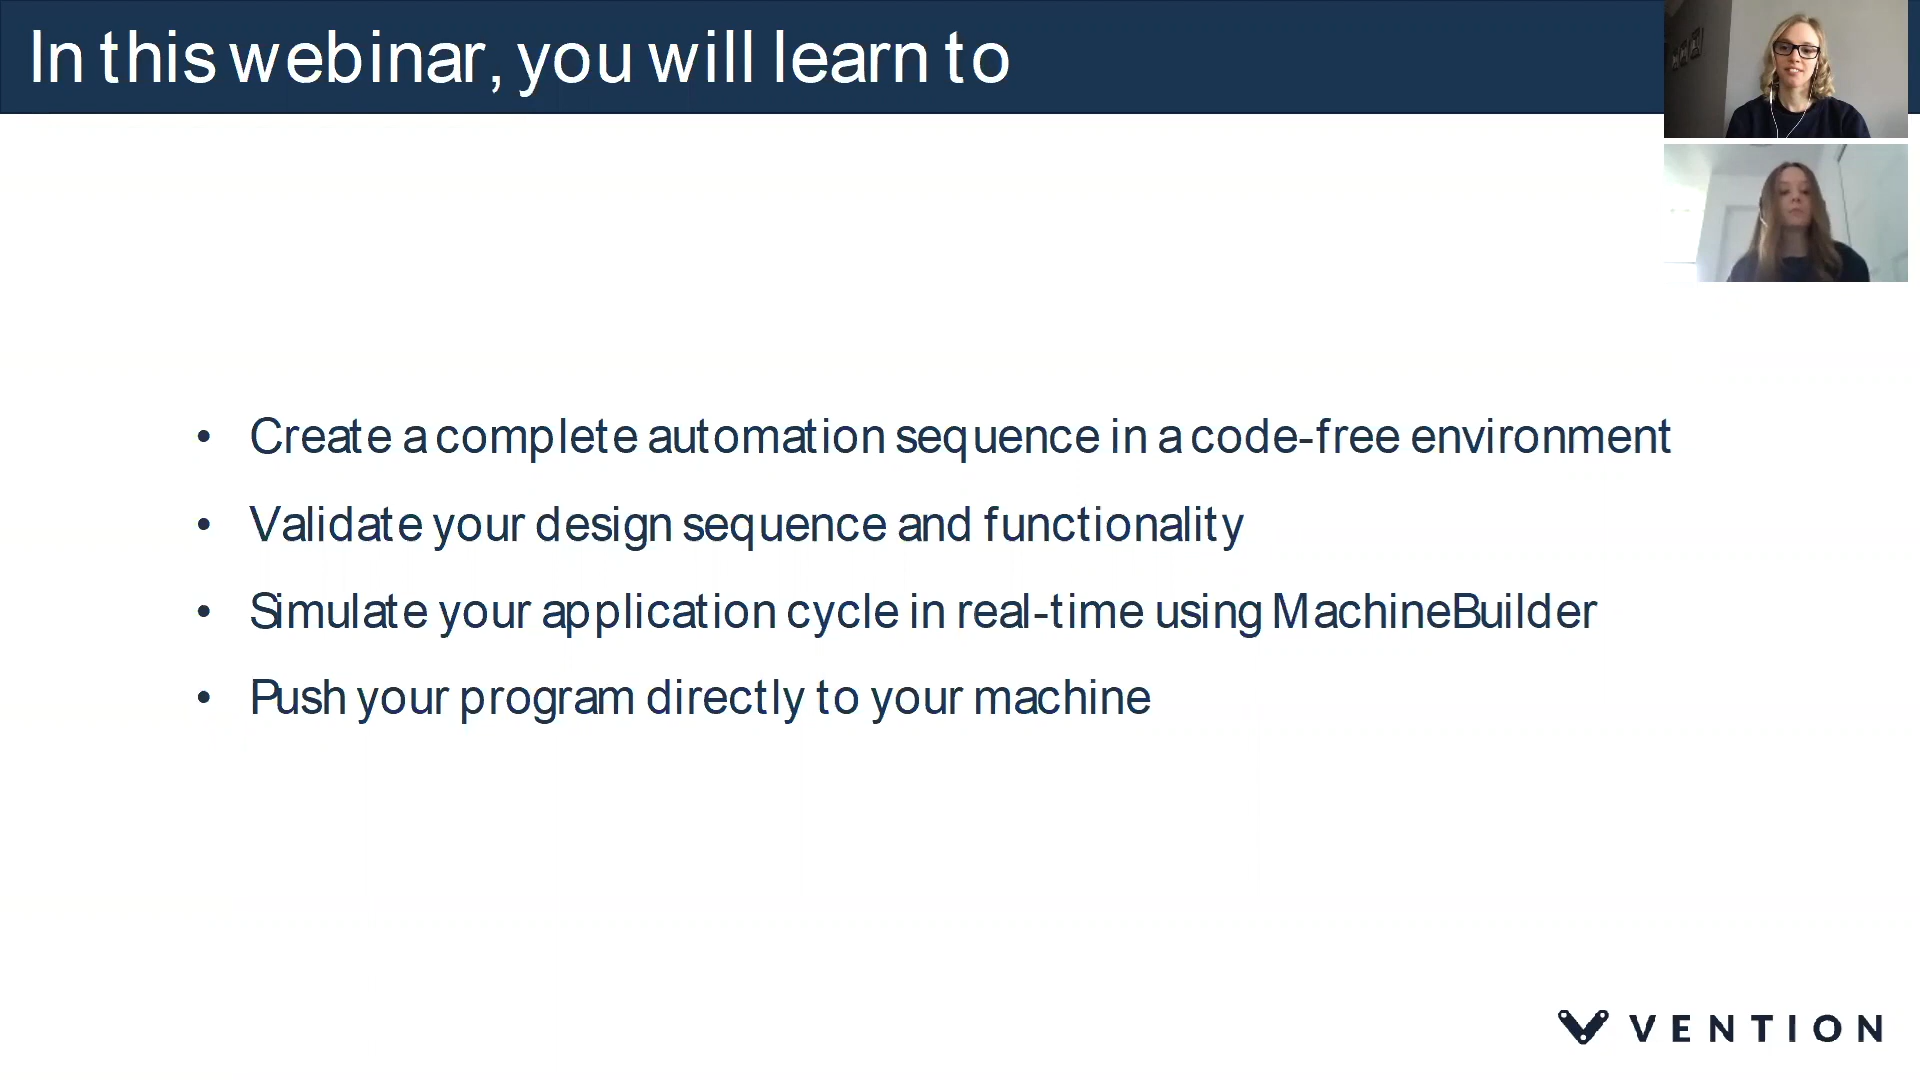 In this webinar, you will learn to
• Create a complete automation sequence in a code-free environment
• Validate your design sequence and functionality
• Simulate your application cycle in real-time using MachineBuilder
• Push your program directly to your machine
VENTION